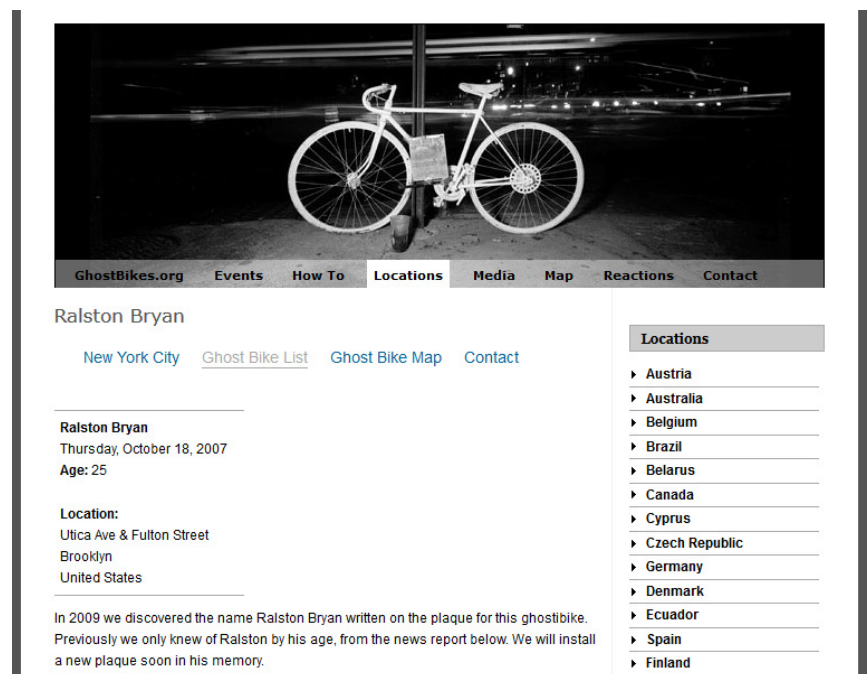 GhostBikes.org Events How To Locations Media Map Reactions Contact
Ralston Bryan
New York City Ghost Bike List Ghost Bike Map Contact
Ralston Bryan
Thursday, October 18, 2007
Age: 25
Location:
Utica Ave & Fulton Street
Brooklyn
United States
In 2009 we discovered the name Ralston Bryan written on the plaque for this ghostbike.
Previously we only knew of Ralston by his age, from the news report below. We will install
a new plaque soon in his memory.
Locations
Austria
Australia
Belgium
Brazil
Belarus
Canada
Cyprus
Czech Republic
Germany
Denmark
Ecuador
Spain
Finland